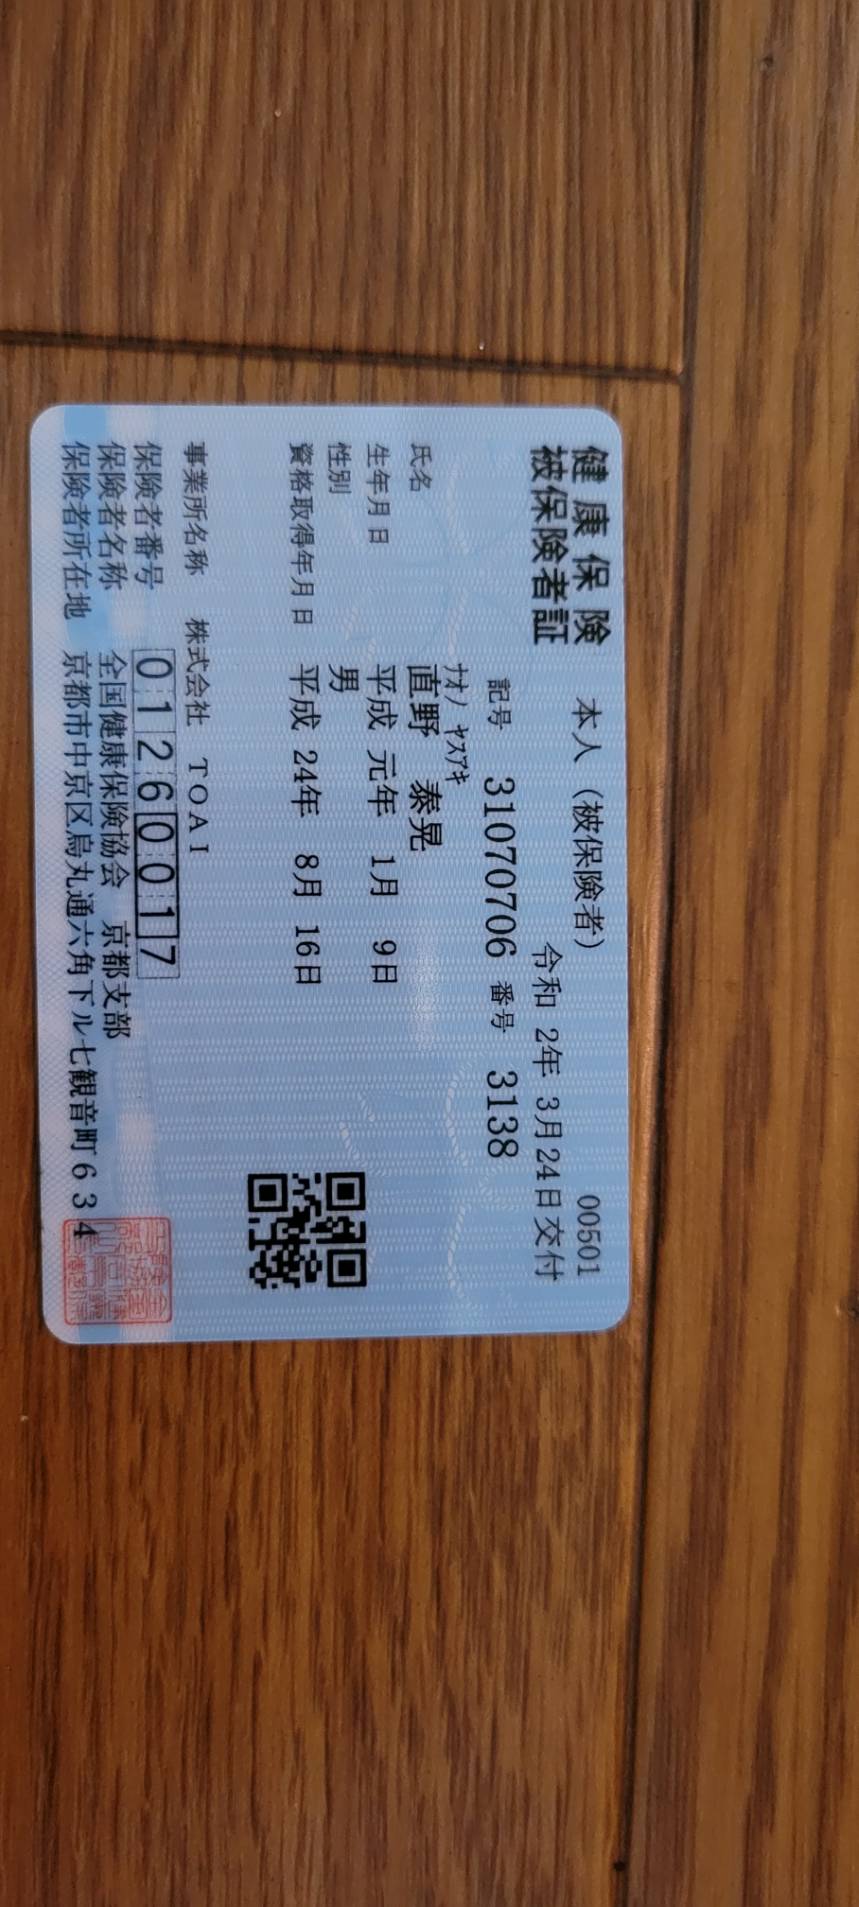 健康保険 本人（被保険者） 00501
被保険者証 令和 2年 3月24日 交付
記号 31070706 番号 3138
ﾅｵﾉ ﾔｽｱｷ
氏名 直野 泰晃
生年月日 平成 元年 1月 9日
性別 男
資格取得年月日 平成 24年 8月 16日
事業所名称 株式会社 ＴＯＡＩ
保険者番号 01260017
保険者名称 全国健康保険協会 京都支部
保険者所在地 京都市中京区烏丸通六角下ル七観音町６３４